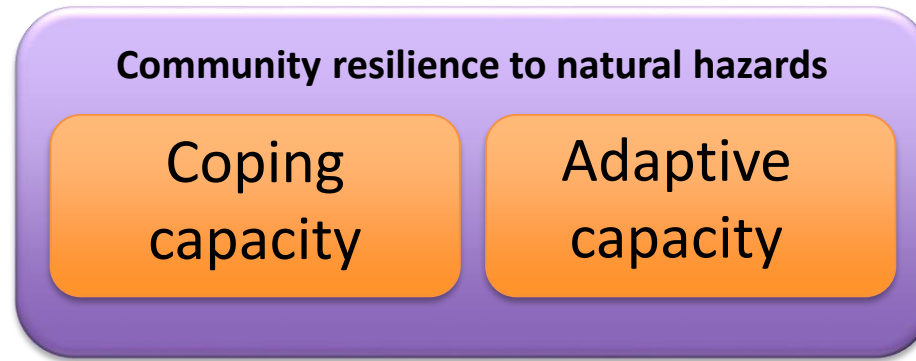 Community resilience to natural hazards
Coping
capacity
Adaptive
capacity